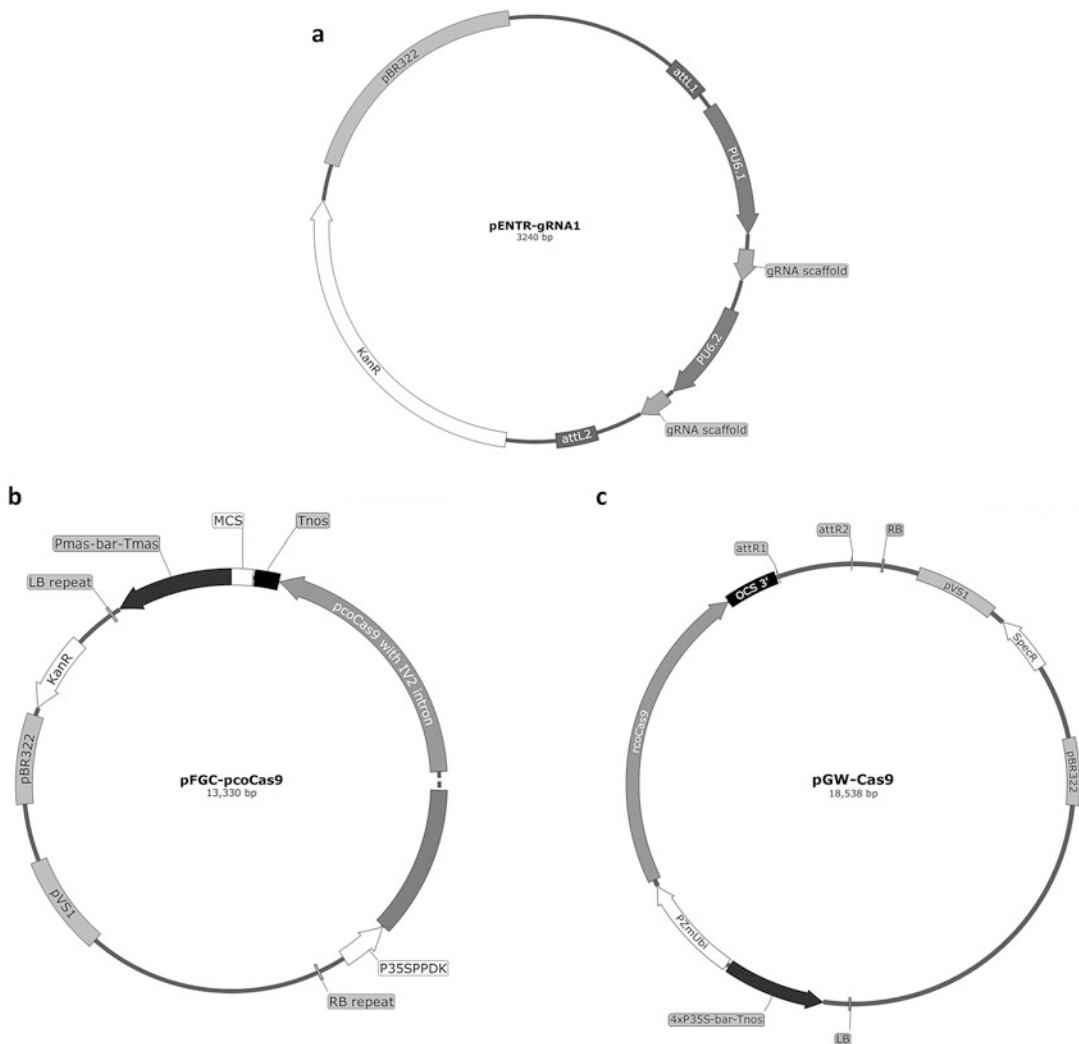 a
pBR322
attL1
PU6.1
gRNA scaffold
PU6.2
gRNA scaffold
attL2
KanR
pENTR-gRNA1
3240 bp
b
MCS
Tnos
Pmas-bar-Tmas
LB repeat
pcoCas9 with IV2 intron
KanR
pBR322
pVS1
pFGC-pcoCas9
13,330 bp
P35SPPDK
RB repeat
c
attR2
RB
attR1
OCS 3'
pVS1
SpecR
rcoCas9
pBR322
pGW-Cas9
18,538 bp
PZmUbi
4xP35S-bar-Tnos
LB